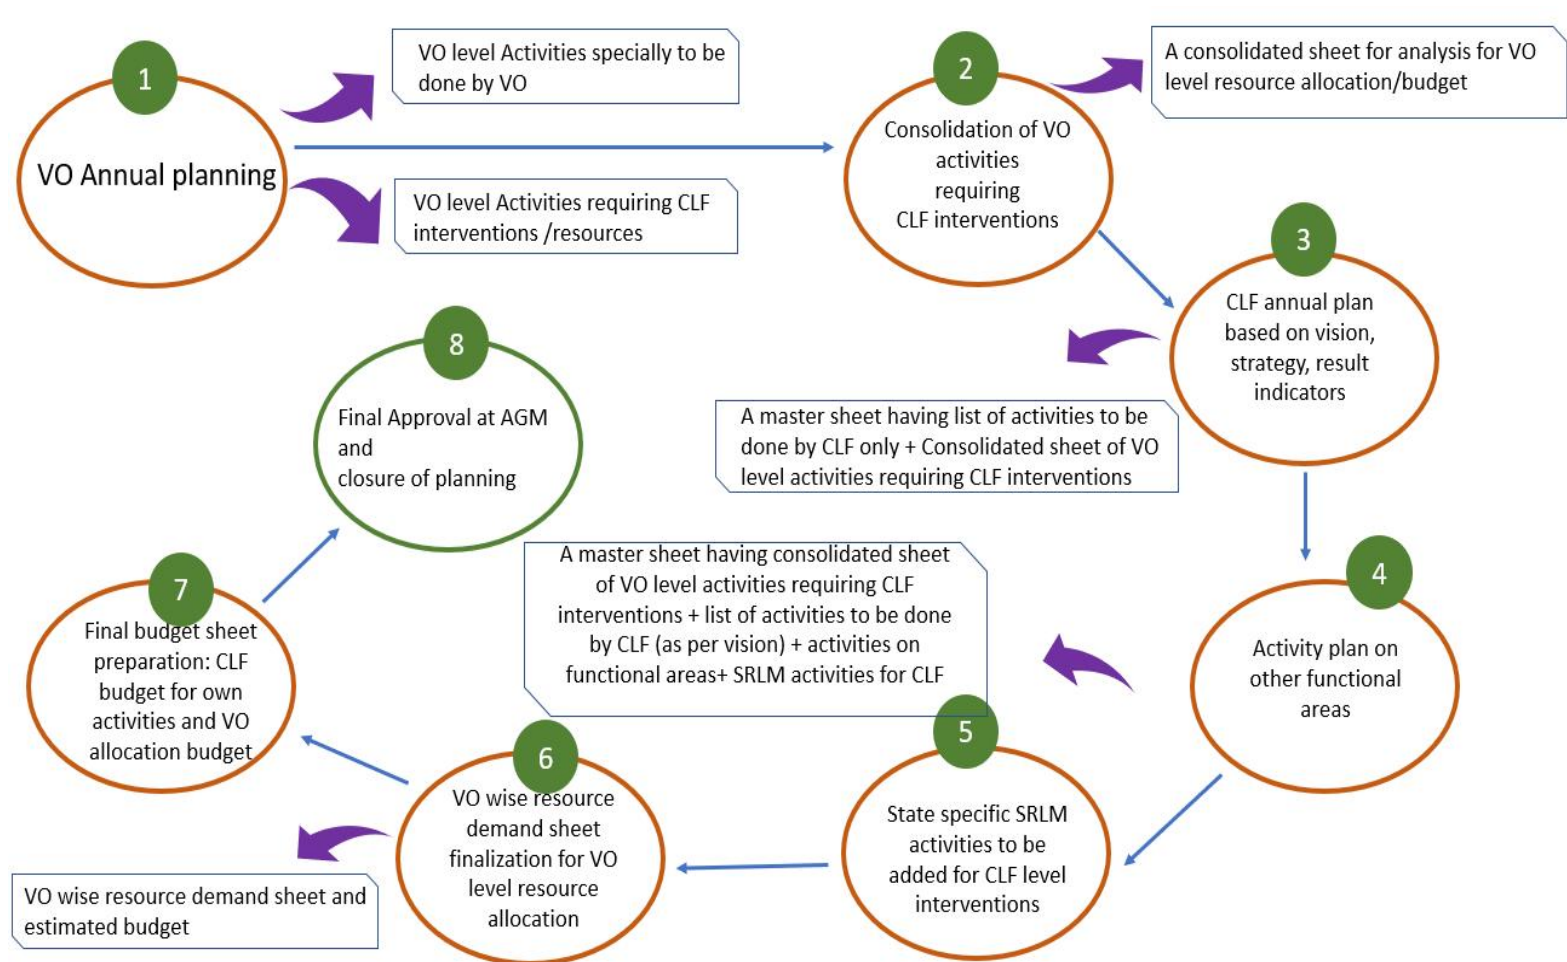 1
VO Annual planning
VO level Activities specially to be
done by VO
VO level Activities requiring CLF
interventions /resources
2
Consolidation of VO
activities
requiring
CLF interventions
A consolidated sheet for analysis for VO
level resource allocation/budget
3
CLF annual plan
based on vision,
strategy, result
indicators
A master sheet having list of activities to be
done by CLF only + Consolidated sheet of VO
level activities requiring CLF interventions
4
Activity plan on
other functional
areas
A master sheet having consolidated sheet
of VO level activities requiring CLF
interventions + list of activities to be done
by CLF (as per vision) + activities on
functional areas+ SRLM activities for CLF
5
State specific SRLM
activities to be
added for CLF level
interventions
6
VO wise resource
demand sheet
finalization for VO
level resource
allocation
VO wise resource demand sheet and
estimated budget
7
Final budget sheet
preparation: CLF
budget for own
activities and VO
allocation budget
8
Final Approval at AGM
and
closure of planning